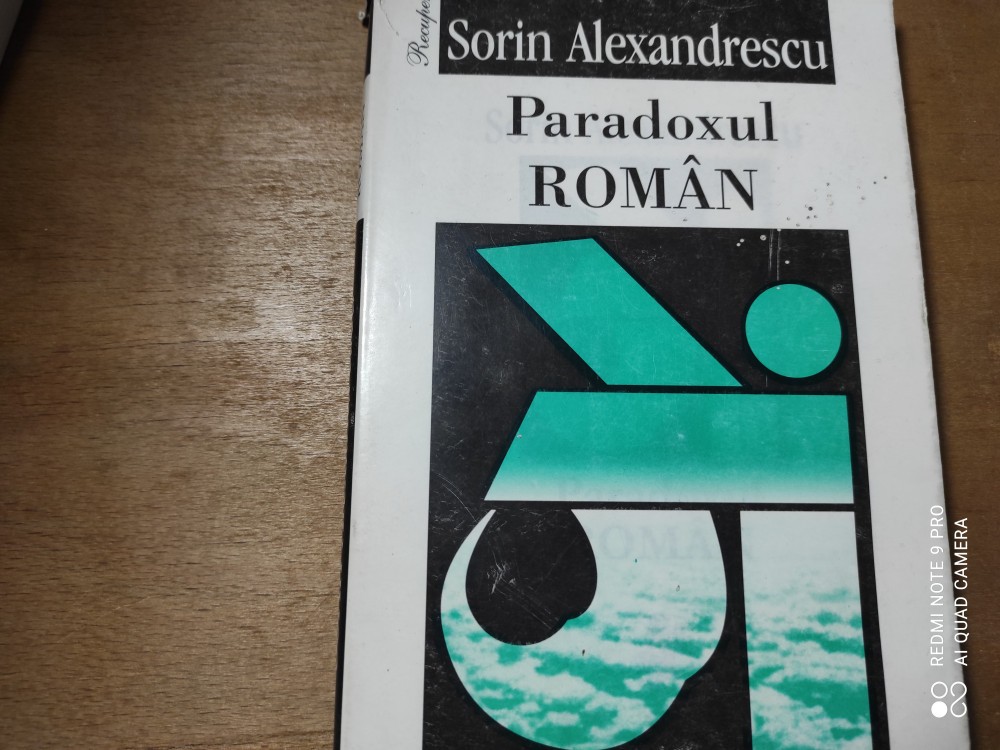 Sorin Alexandrescu
Paradoxul
ROMÂN
REDMI NOTE 9 PRO
AI QUAD CAMERA